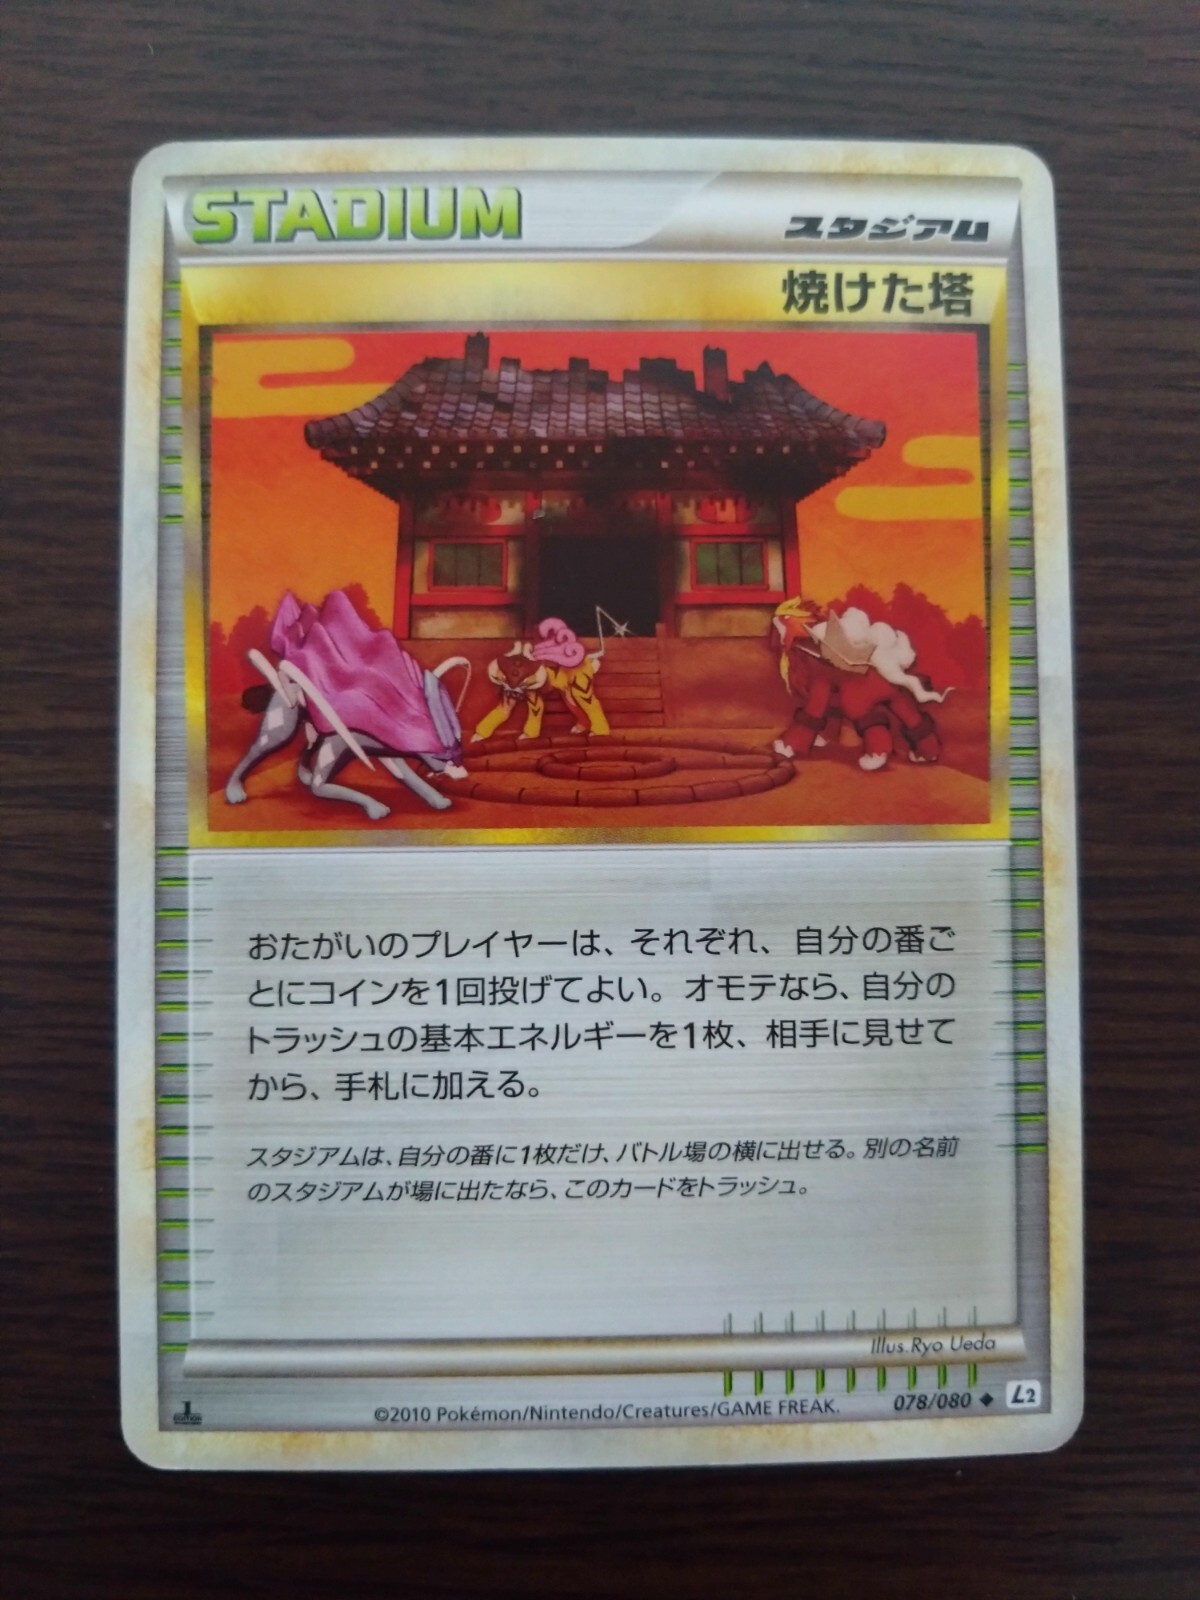 STADIUM
スタジアム
焼けた塔
おたがいのプレイヤーは、それぞれ、自分の番ご
とにコインを1回投げてよい。オモテなら、自分の
トラッシュの基本エネルギーを1枚、相手に見せて
から、手札に加える。
スタジアムは、自分の番に1枚だけ、バトル場の横に出せる。別の名前
のスタジアムが場に出たなら、このカードをトラッシュ。
Illus. Ryo Ueda
1
©2010 Pokémon/Nintendo/Creatures/GAME FREAK.
078/080 ◆ L2